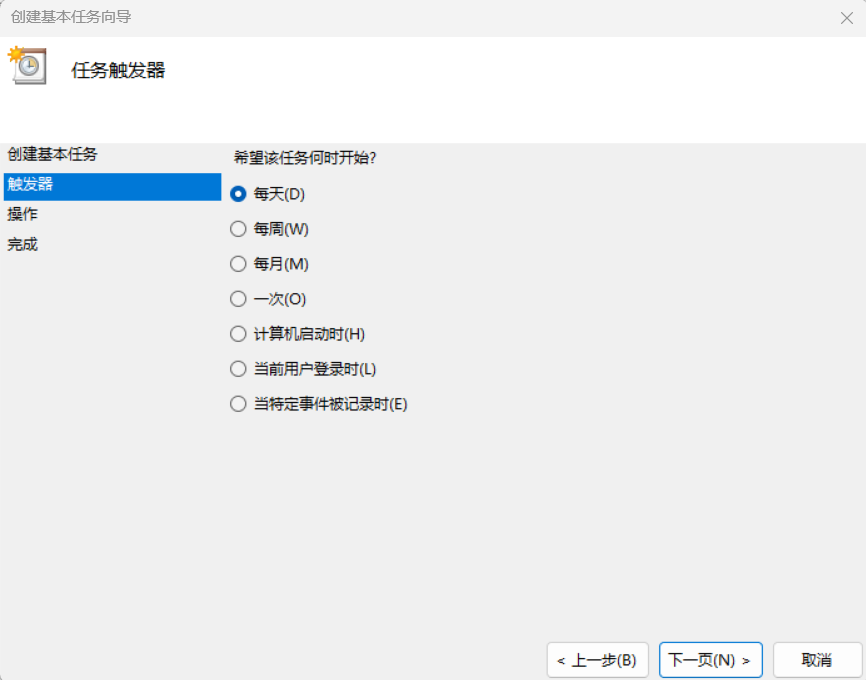 创建基本任务向导
任务触发器
创建基本任务
触发器
操作
完成
希望该任务何时开始?
每天(D)
每周(W)
每月(M)
一次(O)
计算机启动时(H)
当前用户登录时(L)
当特定事件被记录时(E)
< 上一步(B)
下一页(N) >
取消